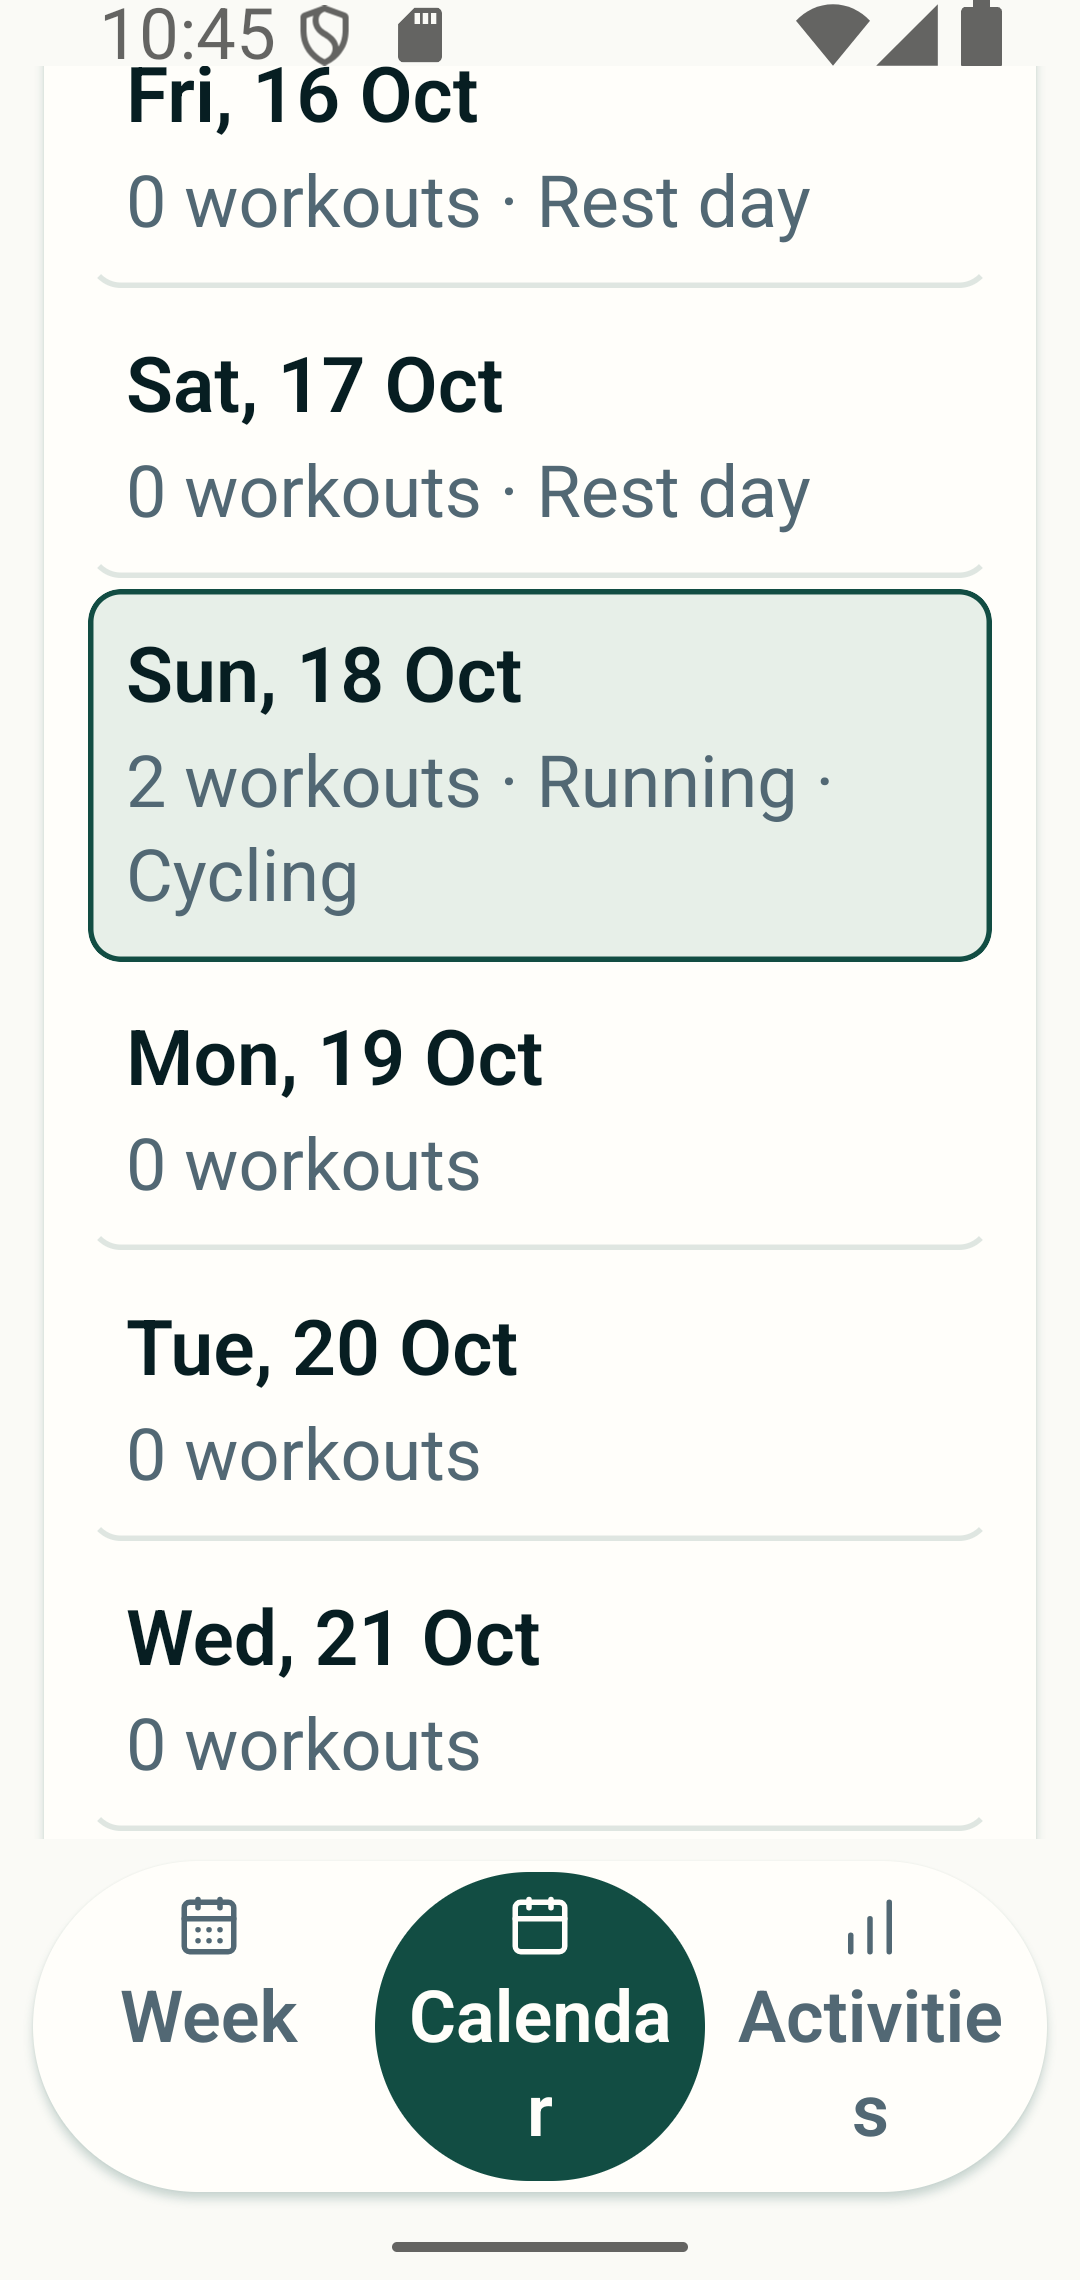 10:45
Fri, 16 Oct
0 workouts · Rest day
Sat, 17 Oct
0 workouts · Rest day
Sun, 18 Oct
2 workouts · Running ·
Cycling
Mon, 19 Oct
0 workouts
Tue, 20 Oct
0 workouts
Wed, 21 Oct
0 workouts
Week
Calenda
r
Activitie
s